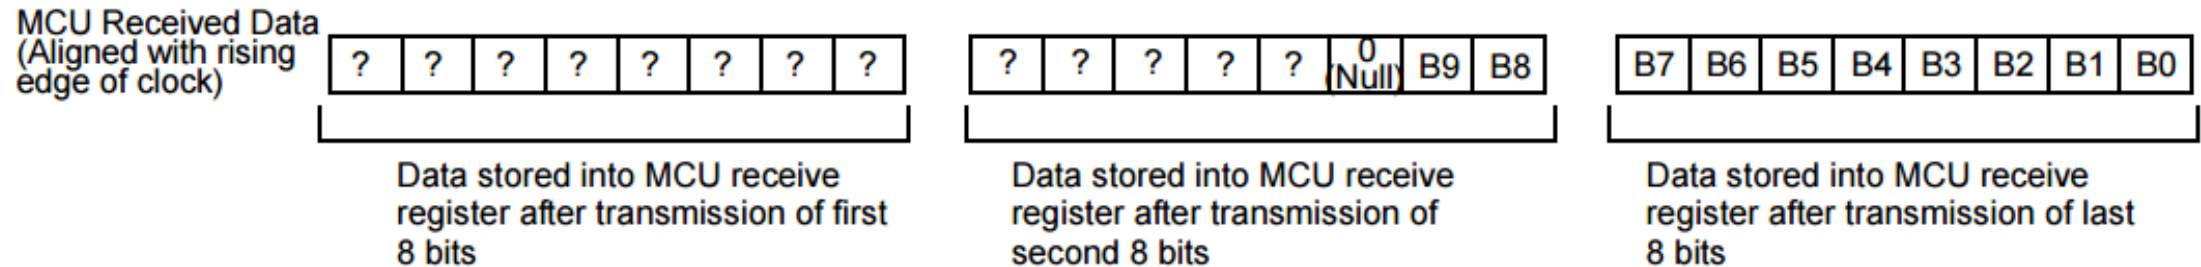 MCU Received Data
(Aligned with rising
edge of clock)
? ? ? ? ? ? ? ?
? ? ? ? ? 0 (Null) B9 B8
B7 B6 B5 B4 B3 B2 B1 B0
Data stored into MCU receive
register after transmission of first
8 bits
Data stored into MCU receive
register after transmission of
second 8 bits
Data stored into MCU receive
register after transmission of last
8 bits